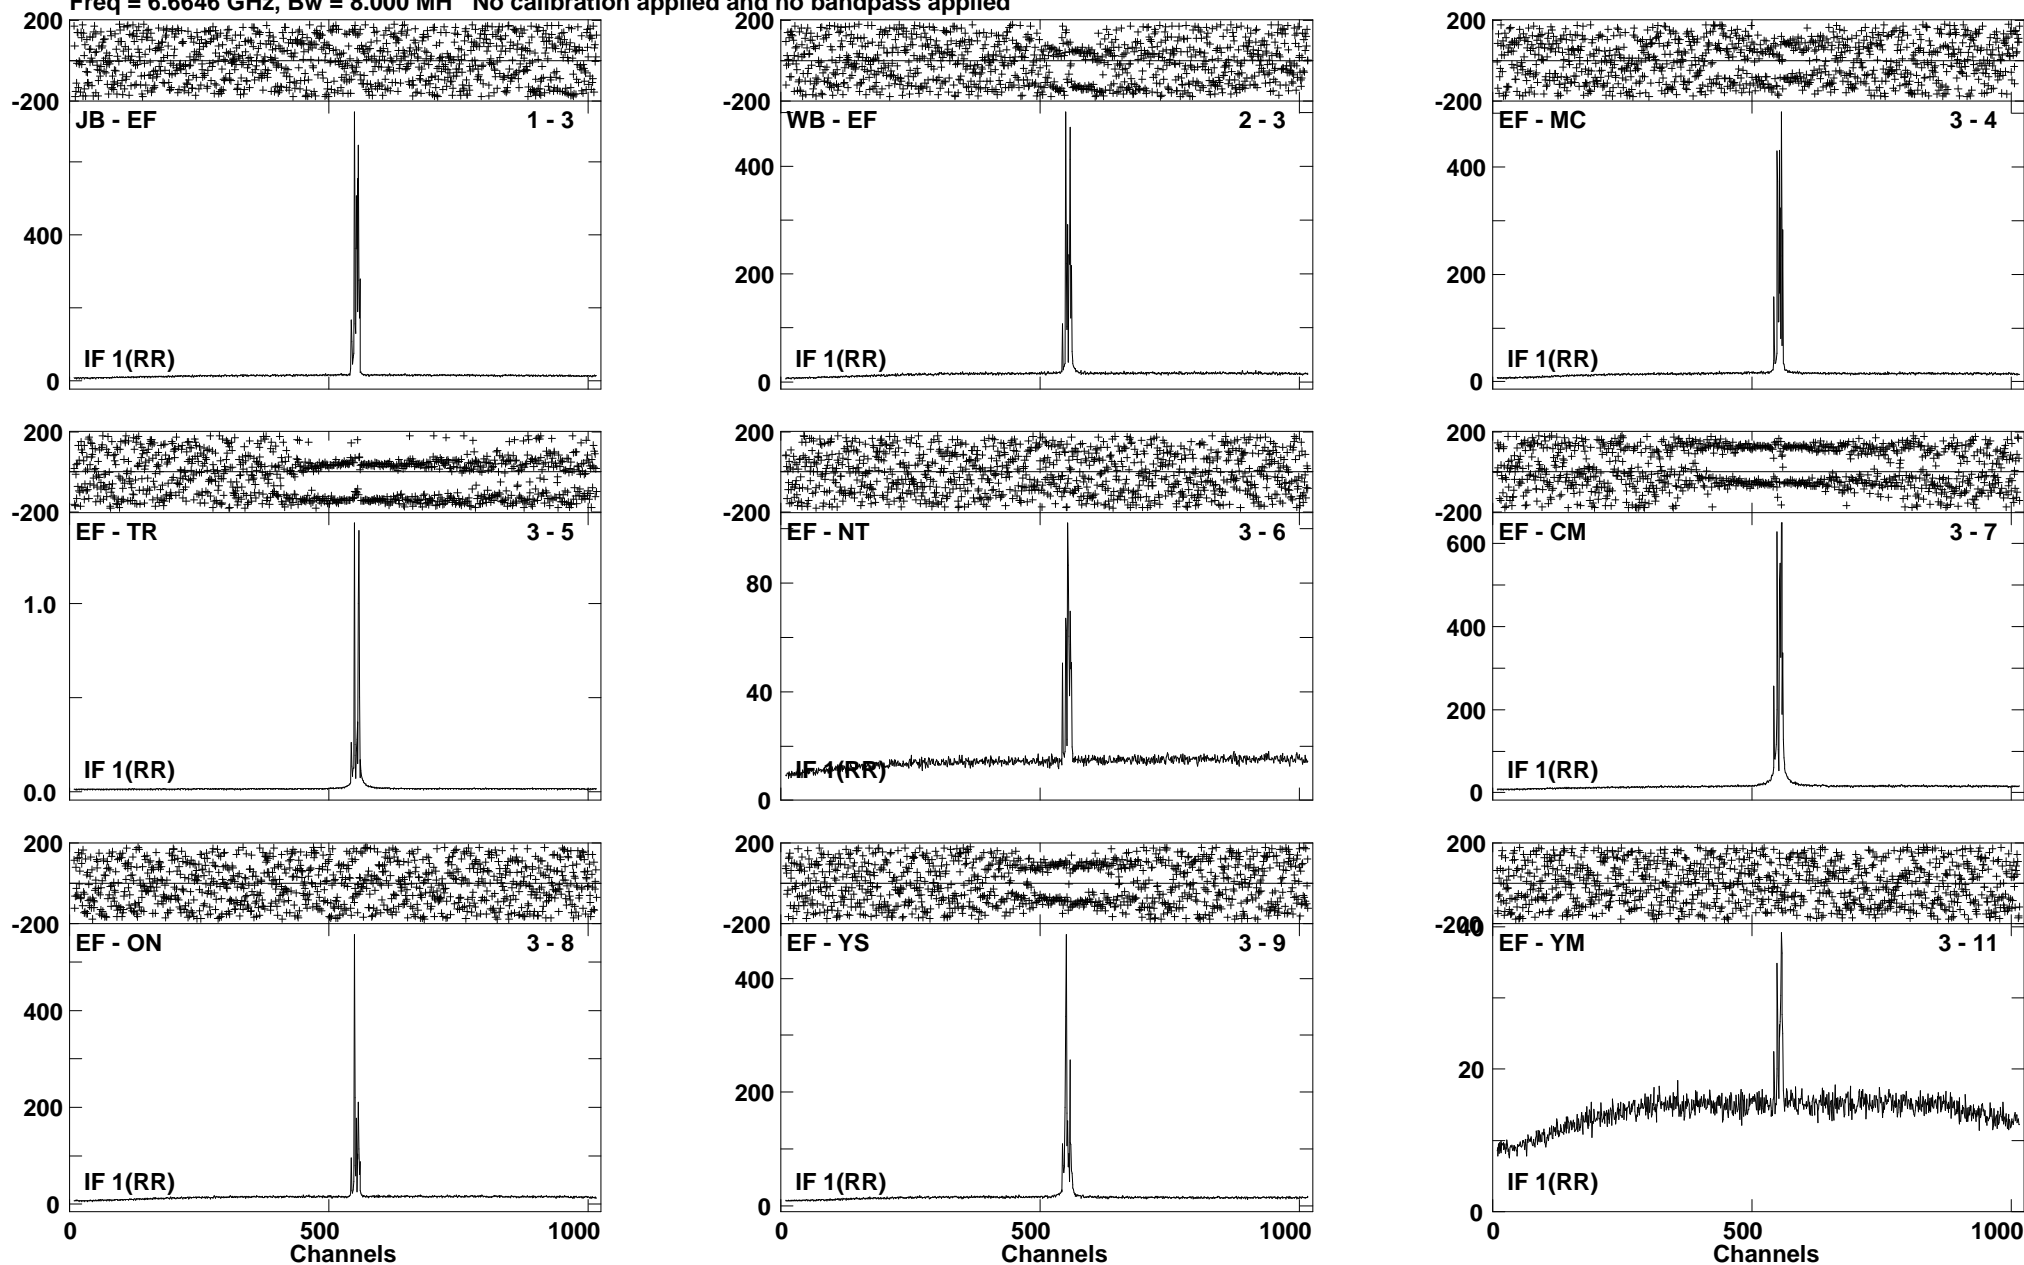 Freq = 6.6646 GHz, Bw = 8.000 MH No calibration applied and no bandpass applied
200 200 200
-200 -200 -200
JB - EF 1 - 3 WB - EF 2 - 3 EF - MC 3 - 4
400 400
400
200 200
IF 1(RR) IF 1(RR) IF 1(RR)
0 0 0
200 200 200
-200 -200 -200
EF - TR 3 - 5 EF - NT 3 - 6 EF - CM 3 - 7
600
80
1.0
400
40
200
IF 1(RR) IF 1(RR) IF 1(RR)
0.0 0 0
200 200 200
-200 -200 -200
40
EF - ON 3 - 8 EF - YS 3 - 9 EF - YM 3 - 11
400 400
20
200 200
IF 1(RR) IF 1(RR) IF 1(RR)
0 0
0 500 1000 0 500 1000 0 500 1000
Channels Channels Channels